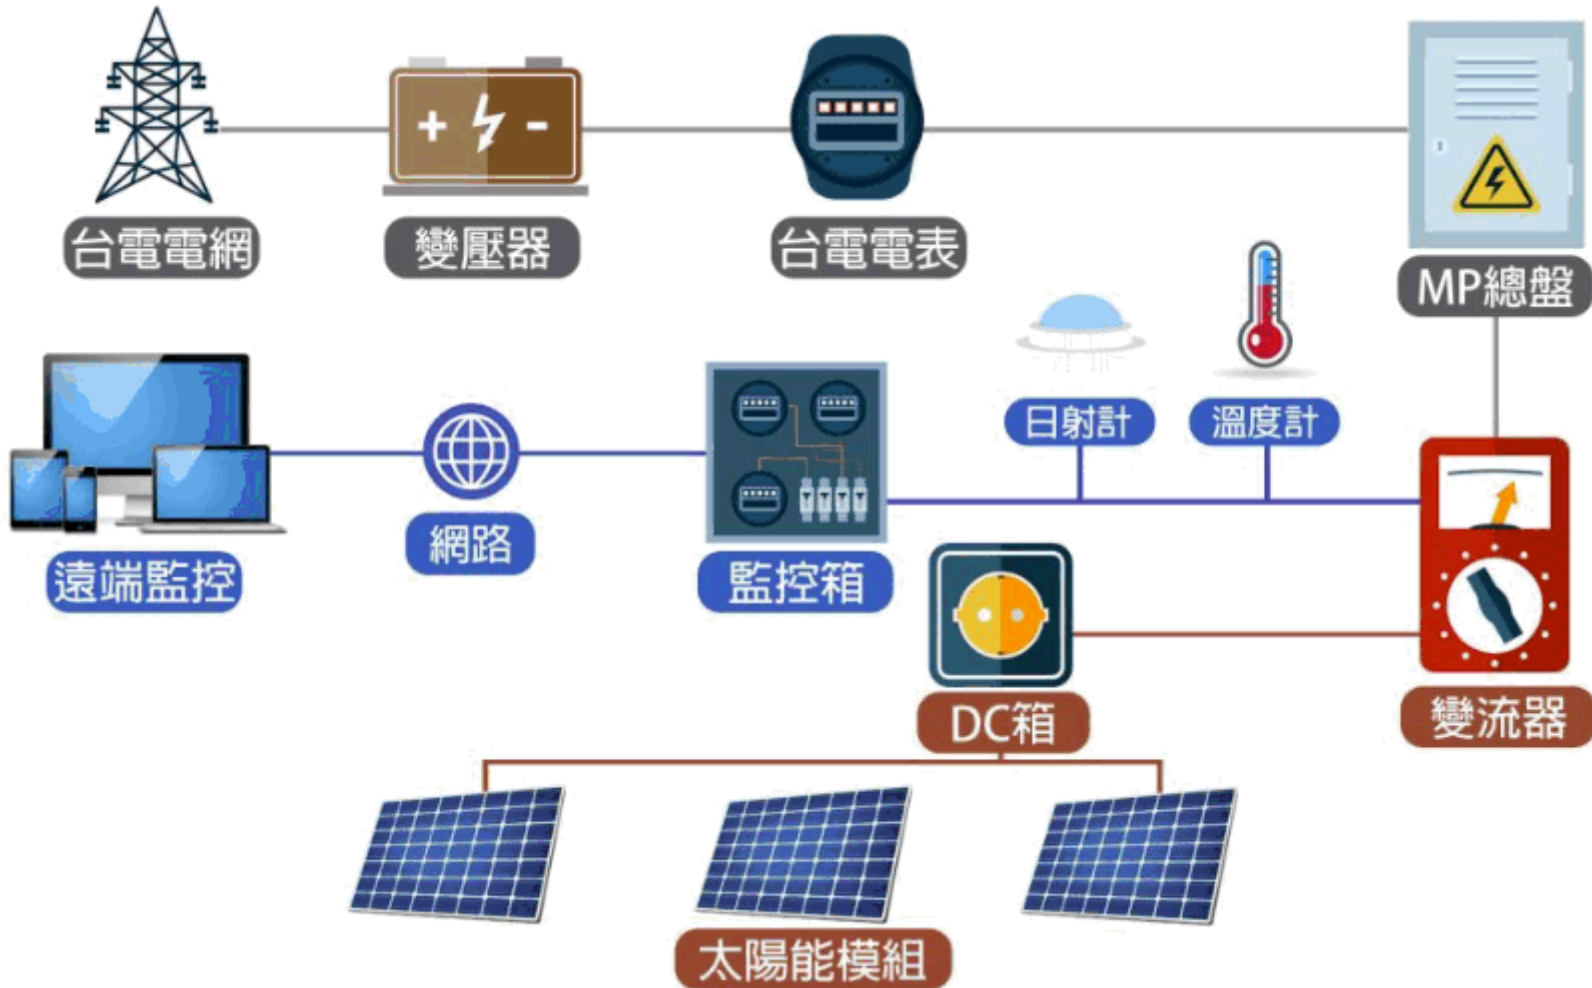 台電電網
變壓器
台電電表
MP總盤
日射計
溫度計
遠端監控
網路
監控箱
DC箱
變流器
太陽能模組